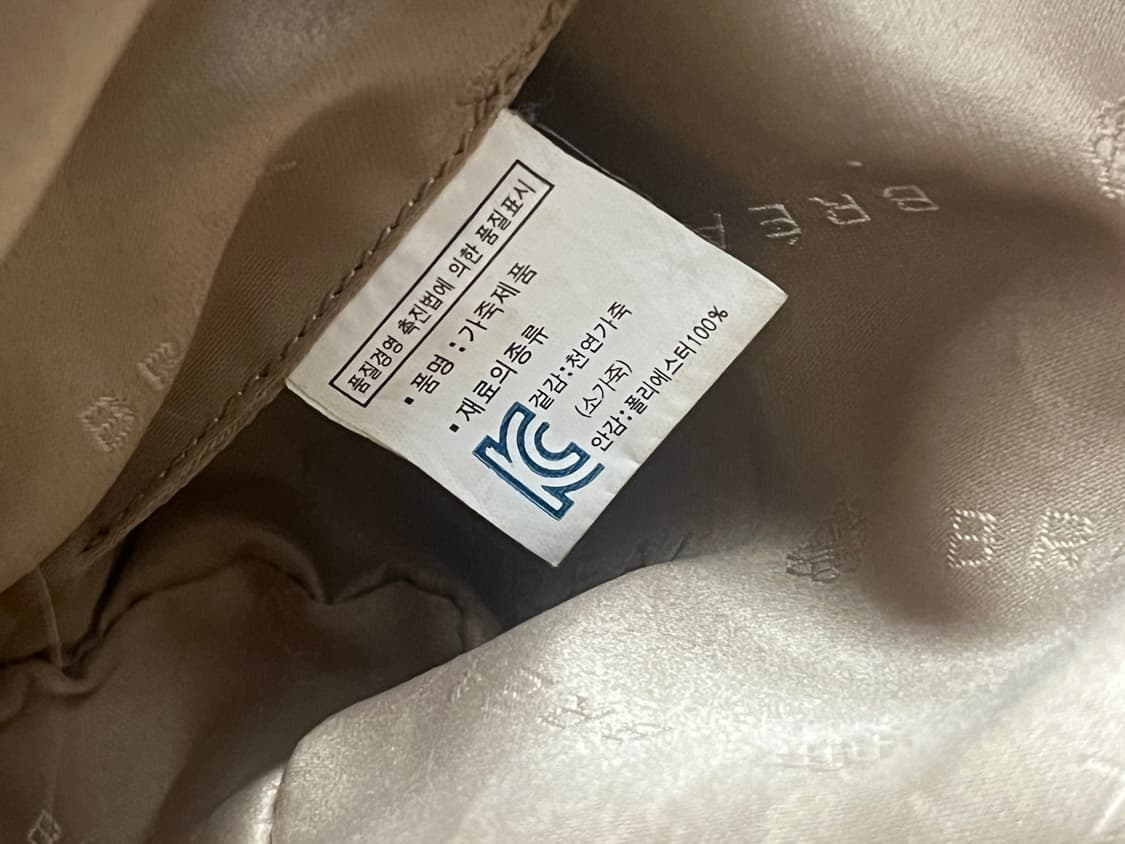 품질경영 촉진법에 의한 품질표시
▪ 품명 : 가죽제품
▪ 재료의종류
겉감:천연가죽
(소가죽)
안감:폴리에스터100%